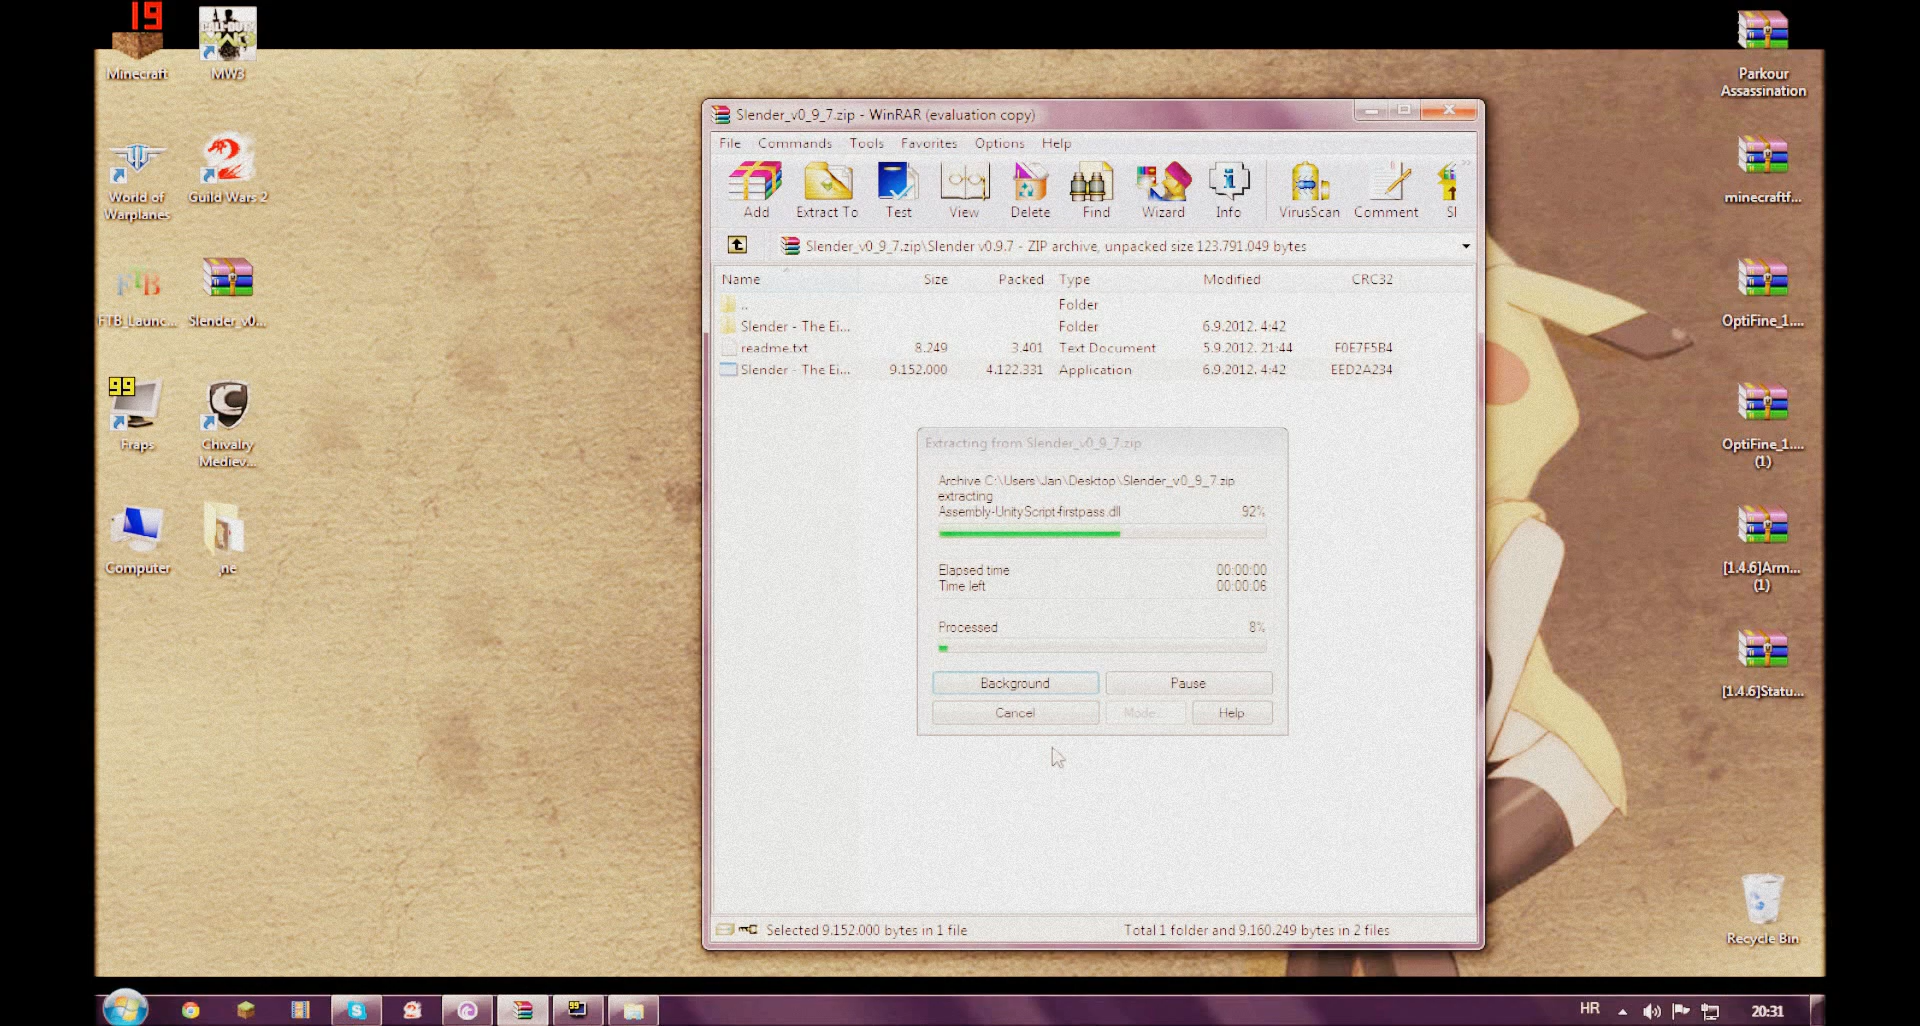 19
Minecraft
MW3
World of
Warplanes
Guild Wars 2
FTB
FTB_Launc...
Slender_v0...
99
Fraps
Chivalry
Mediev...
Computer
Parkour
Assassination
minecraftf...
OptiFine_1....
OptiFine_1....
(1)
[1.4.6]Arm...
(1)
[1.4.6]Statu...
Recycle Bin
Slender_v0_9_7.zip - WinRAR (evaluation copy)
File Commands Tools Favorites Options Help
Add Extract To Test View Delete Find Wizard Info VirusScan Comment SI
Slender_v0_9_7.zip\Slender v0.9.7 - ZIP archive, unpacked size 123.791.049 bytes
Name Size Packed Type Modified CRC32
.. Folder
Slender - The Ei... Folder 6.9.2012. 4:42
readme.txt 8.249 3.401 Text Document 5.9.2012. 21:44 F0E7F5B4
Slender - The Ei... 9.152.000 4.122.331 Application 6.9.2012. 4:42 EED2A234
Extracting from Slender_v0_9_7.zip
Archive C:\Users\Jan\Desktop\Slender_v0_9_7.zip
extracting
Assembly-UnityScript-firstpass.dll 92%
Elapsed time 00:00:00
Time left 00:00:06
Processed 8%
Background Pause
Cancel Mode... Help
Selected 9.152.000 bytes in 1 file
Total 1 folder and 9.160.249 bytes in 2 files
99
HR
20:31